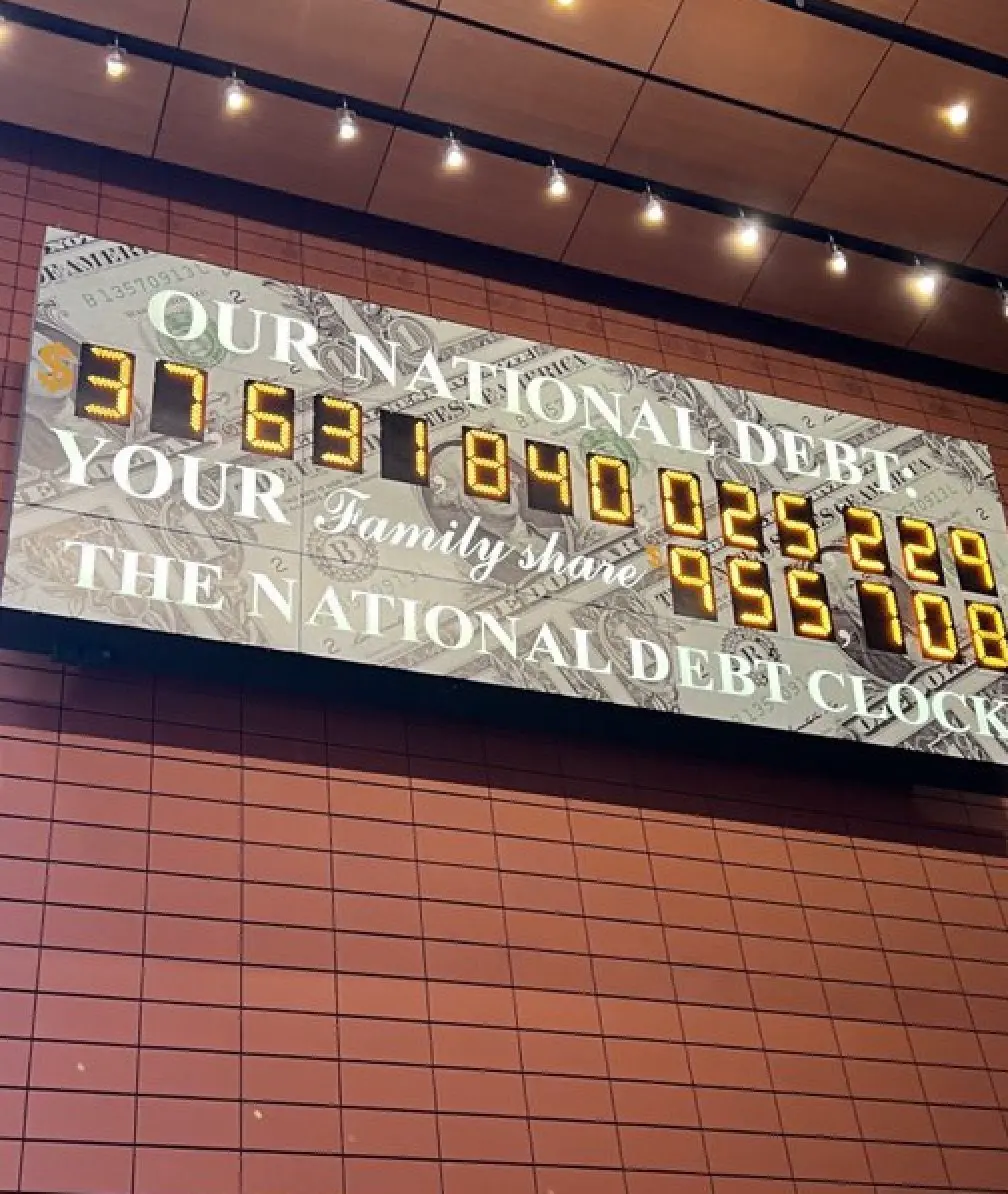 OUR NATIONAL DEBT:
$37 631 840 025 229
YOUR Family share $955,708
THE NATIONAL DEBT CLOCK